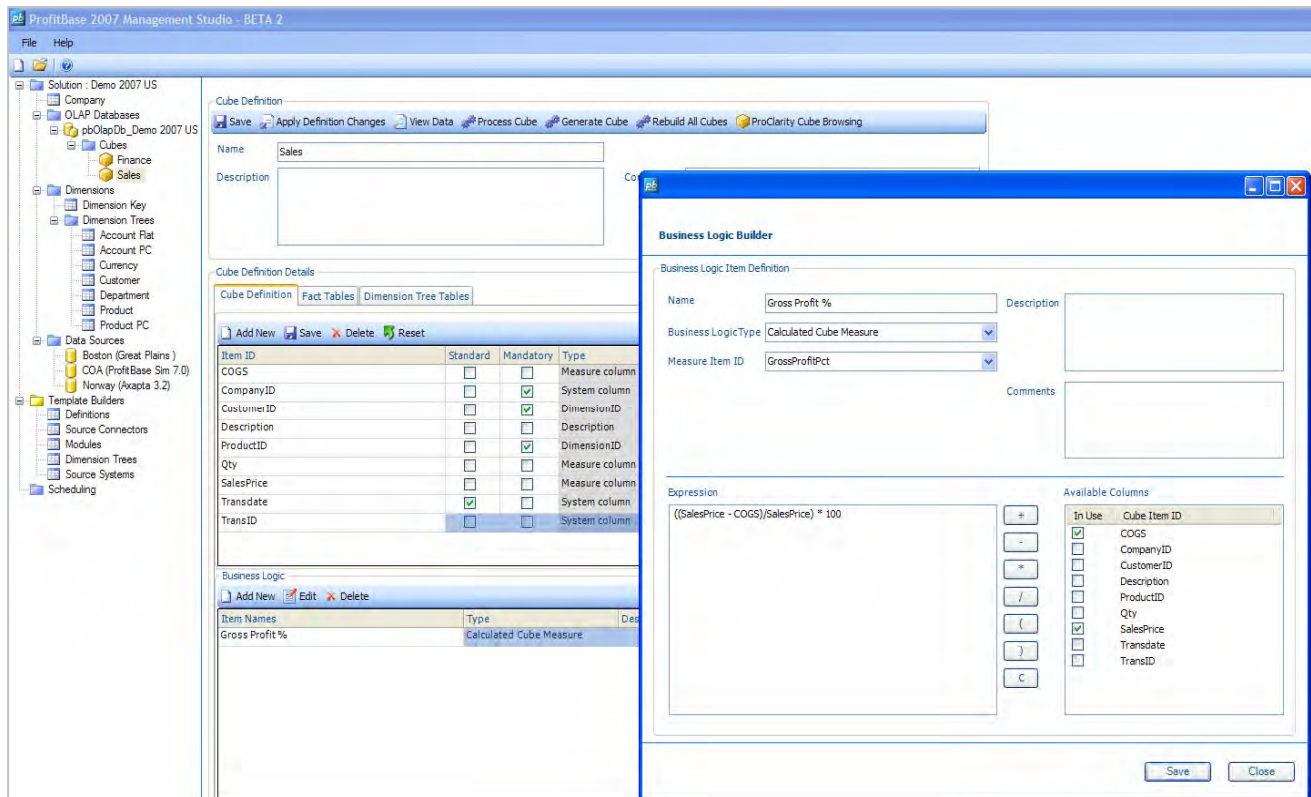 ProfitBase 2007 Management Studio - BETA 2
File Help
Solution : Demo 2007 US
Company
OLAP Databases
pbOlapDb_Demo 2007 US
Cubes
Finance
Sales
Dimensions
Dimension Key
Dimension Trees
Account Flat
Account PC
Currency
Customer
Department
Product
Product PC
Data Sources
Boston (Great Plains )
COA (ProfitBase Sim 7.0)
Norway (Axapta 3.2)
Template Builders
Definitions
Source Connectors
Modules
Dimension Trees
Source Systems
Scheduling
Cube Definition
Save Apply Definition Changes View Data Process Cube Generate Cube Rebuild All Cubes ProClarity Cube Browsing
Name Sales
Description Co
Cube Definition Details
Cube Definition Fact Tables Dimension Tree Tables
Add New Save Delete Reset
Item ID Standard Mandatory Type
COGS Measure column
CompanyID System column
CustomerID DimensionID
Description Description
ProductID DimensionID
Qty Measure column
SalesPrice Measure column
Transdate System column
TransID System column
Business Logic
Add New Edit Delete
Item Names Type Des
Gross Profit % Calculated Cube Measure
pb
Business Logic Builder
Business Logic Item Definition
Name Gross Profit % Description
Business LogicType Calculated Cube Measure
Measure Item ID GrossProfitPct
Comments
Expression
((SalesPrice - COGS)/SalesPrice) * 100
+
-
*
/
(
)
C
Available Columns
In Use Cube Item ID
COGS
CompanyID
CustomerID
Description
ProductID
Qty
SalesPrice
Transdate
TransID
Save Close